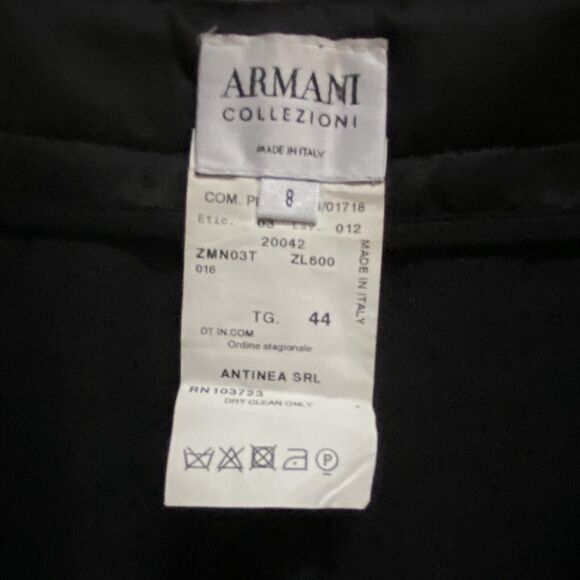 ARMANI
COLLEZIONI
MADE IN ITALY
8
COM. /01718
Etic. 03 012
20042
ZMN03T ZL600
016
MADE IN ITALY
TG. 44
DT IN.COM
Ordine stagionale
ANTINEA SRL
RN 103723
DRY CLEAN ONLY
P